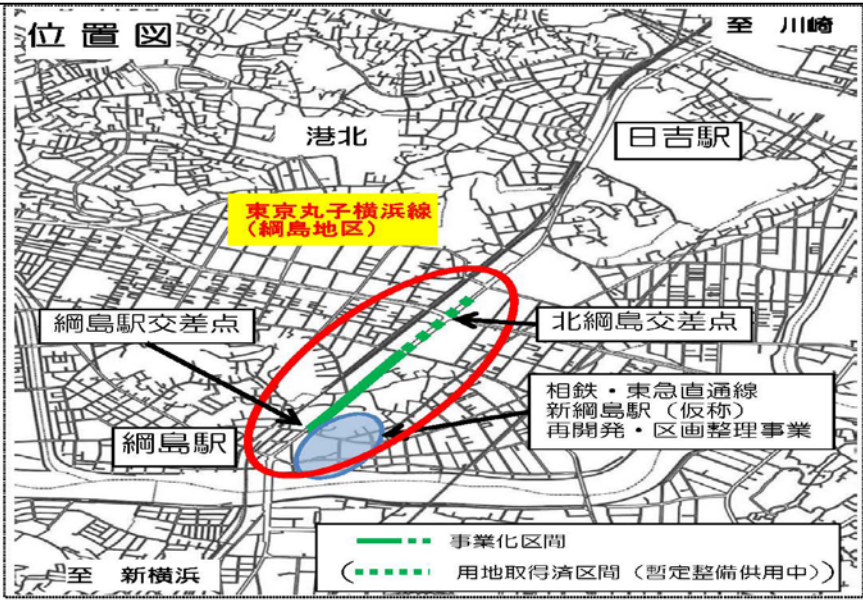 位置図
至 川崎
港北
日吉駅
東京丸子横浜線
(綱島地区)
綱島駅交差点
北綱島交差点
相鉄・東急直通線
新綱島駅(仮称)
再開発・区画整理事業
綱島駅
事業化区間
( 用地取得済区間(暫定整備供用中))
至 新横浜